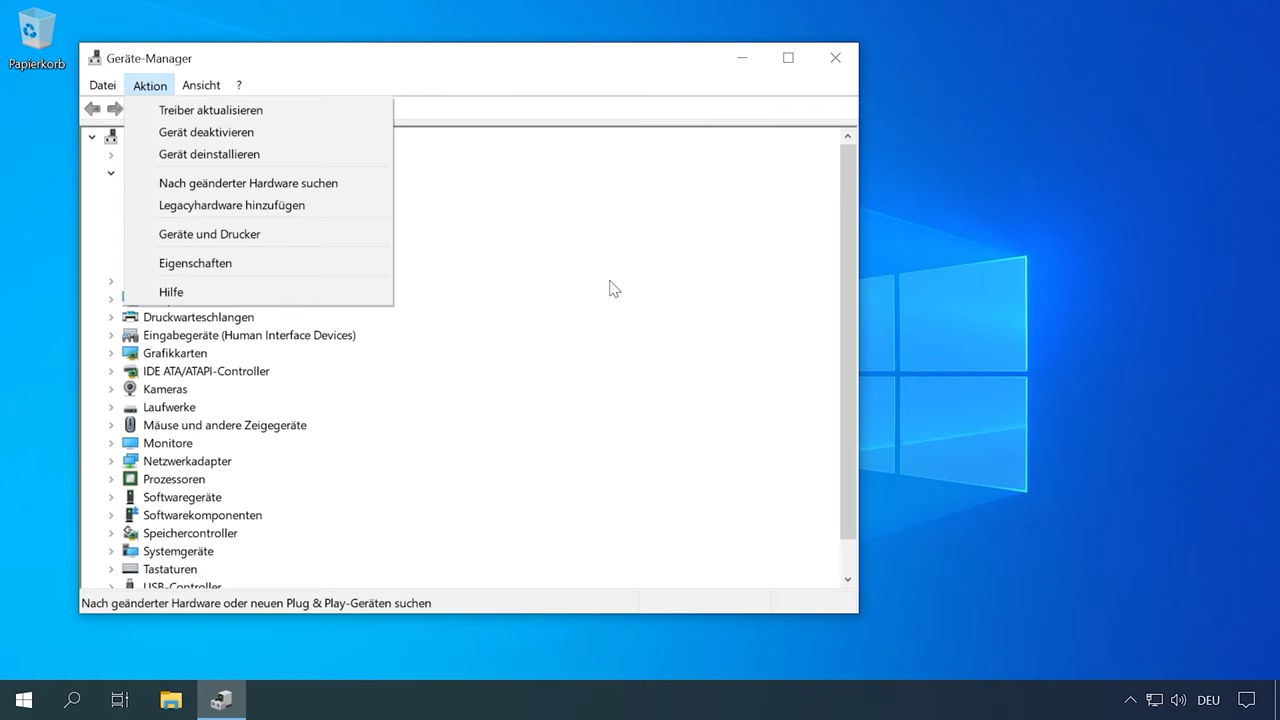 Papierkorb
Geräte-Manager
Datei Aktion Ansicht ?
Treiber aktualisieren
Gerät deaktivieren
Gerät deinstallieren
Nach geänderter Hardware suchen
Legacyhardware hinzufügen
Geräte und Drucker
Eigenschaften
Hilfe
Druckwarteschlangen
Eingabegeräte (Human Interface Devices)
Grafikkarten
IDE ATA/ATAPI-Controller
Kameras
Laufwerke
Mäuse und andere Zeigegeräte
Monitore
Netzwerkadapter
Prozessoren
Softwaregeräte
Softwarekomponenten
Speichercontroller
Systemgeräte
Tastaturen
USB-Controller
Nach geänderter Hardware oder neuen Plug & Play-Geräten suchen
DEU